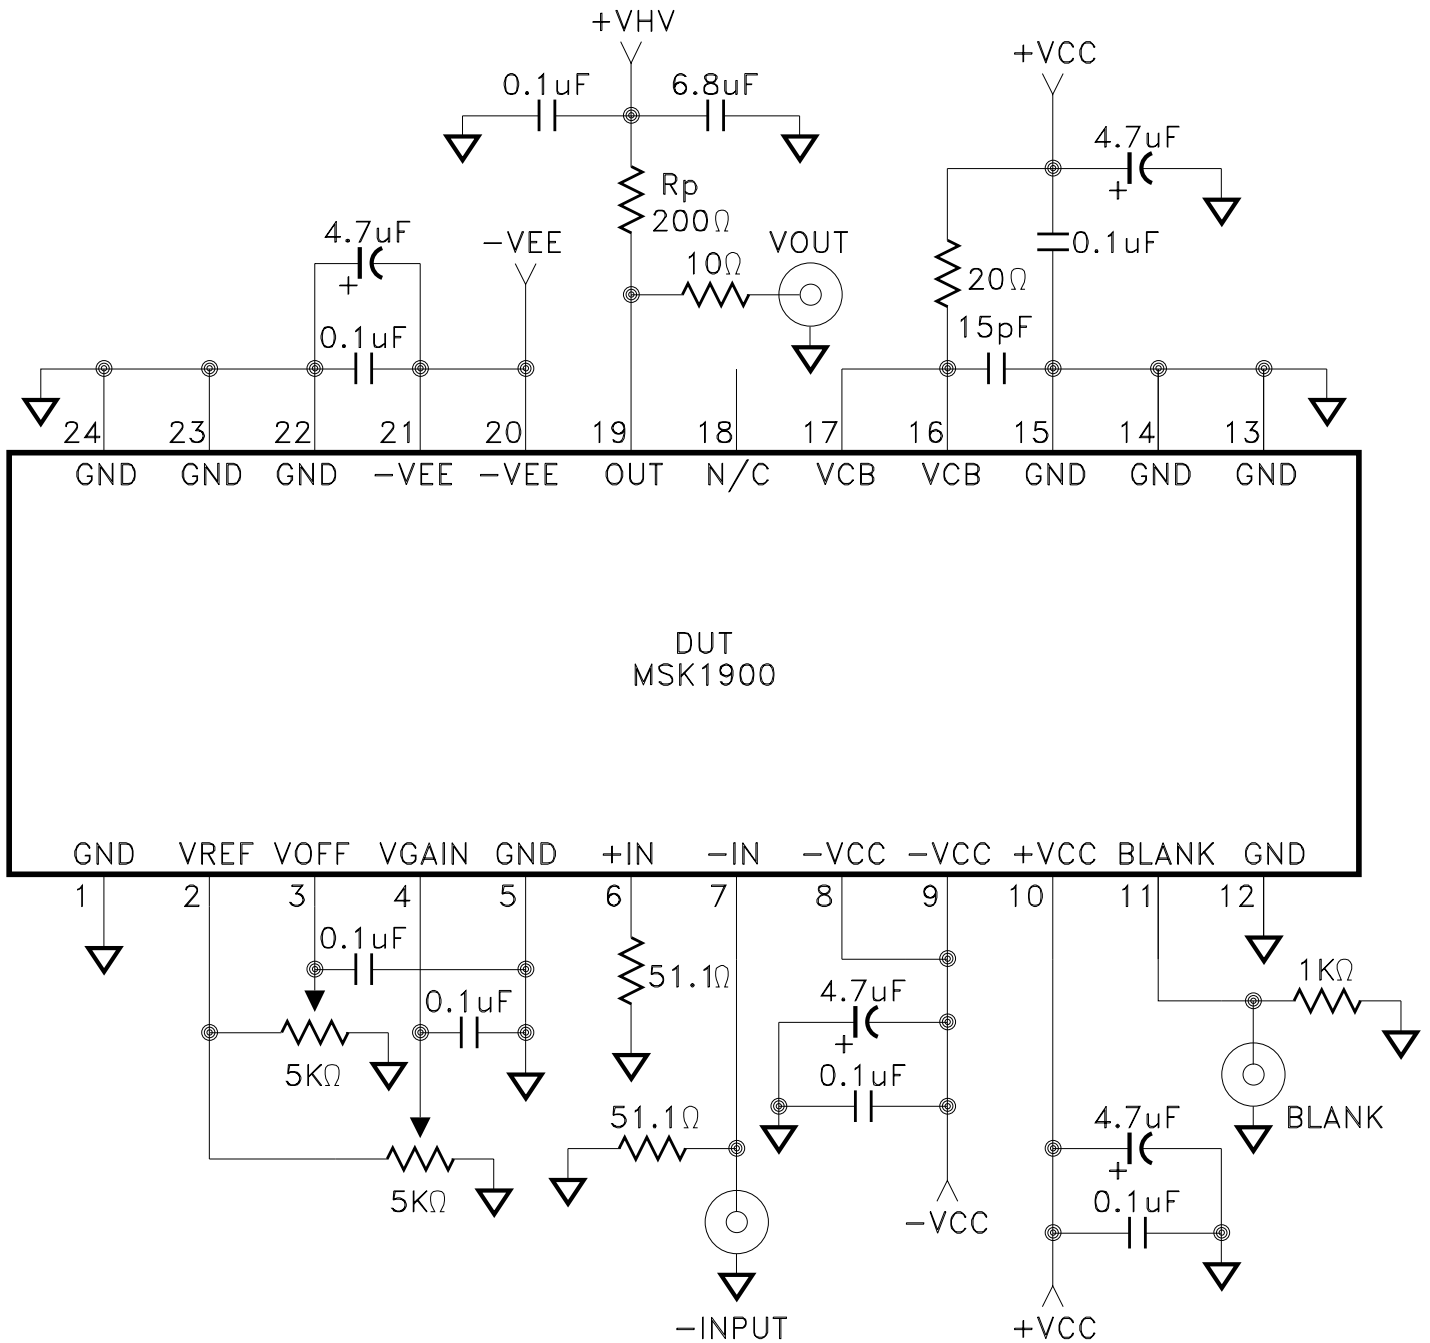 +VHV
+VCC
0.1uF
6.8uF
4.7uF
+
Rp
200Ω
4.7uF
+
-VEE
VOUT
0.1uF
10Ω
20Ω
0.1uF
15pF
24 23 22 21 20 19 18 17 16 15 14 13
GND GND GND -VEE -VEE OUT N/C VCB VCB GND GND GND
DUT
MSK1900
GND VREF VOFF VGAIN GND +IN -IN -VCC -VCC +VCC BLANK GND
1 2 3 4 5 6 7 8 9 10 11 12
0.1uF
51.1Ω
1KΩ
0.1uF
4.7uF
+
5KΩ
0.1uF
51.1Ω
4.7uF
+
BLANK
5KΩ
0.1uF
-VCC
-INPUT
+VCC